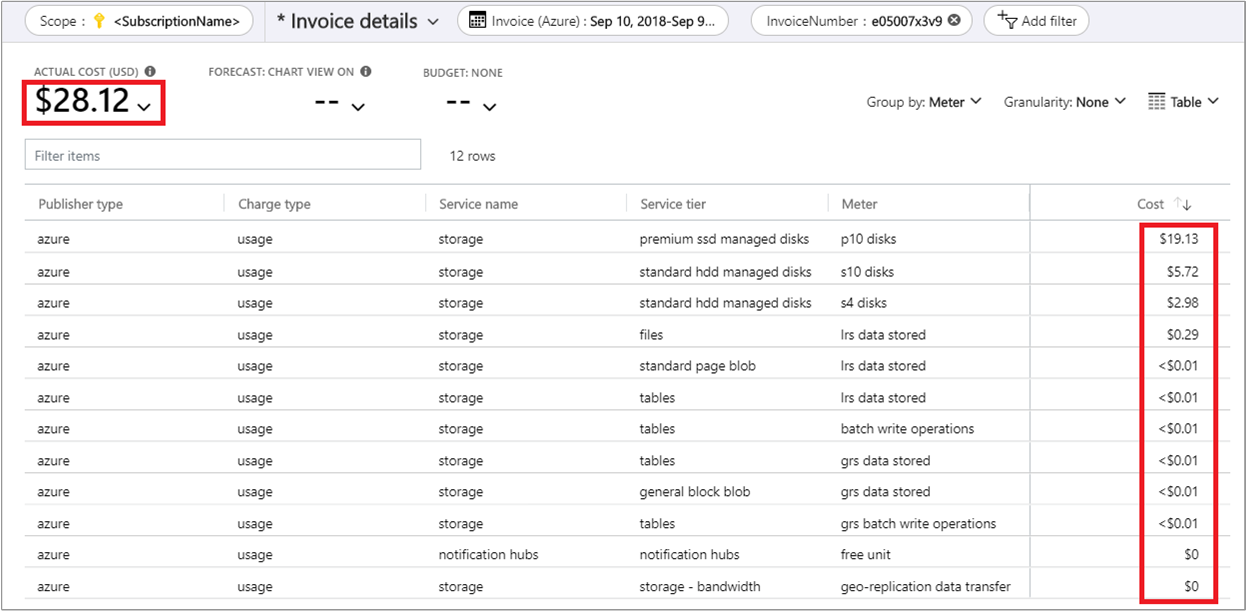 Scope : <SubscriptionName> * Invoice details Invoice (Azure) : Sep 10, 2018-Sep 9... InvoiceNumber : e05007x3v9 Add filter
ACTUAL COST (USD) FORECAST: CHART VIEW ON BUDGET: NONE
$28.12 -- --
Group by: Meter Granularity: None Table
Filter items 12 rows
Publisher type Charge type Service name Service tier Meter Cost
azure usage storage premium ssd managed disks p10 disks $19.13
azure usage storage standard hdd managed disks s10 disks $5.72
azure usage storage standard hdd managed disks s4 disks $2.98
azure usage storage files lrs data stored $0.29
azure usage storage standard page blob lrs data stored <$0.01
azure usage storage tables lrs data stored <$0.01
azure usage storage tables batch write operations <$0.01
azure usage storage tables grs data stored <$0.01
azure usage storage general block blob grs data stored <$0.01
azure usage storage tables grs batch write operations <$0.01
azure usage notification hubs notification hubs free unit $0
azure usage storage storage - bandwidth geo-replication data transfer $0